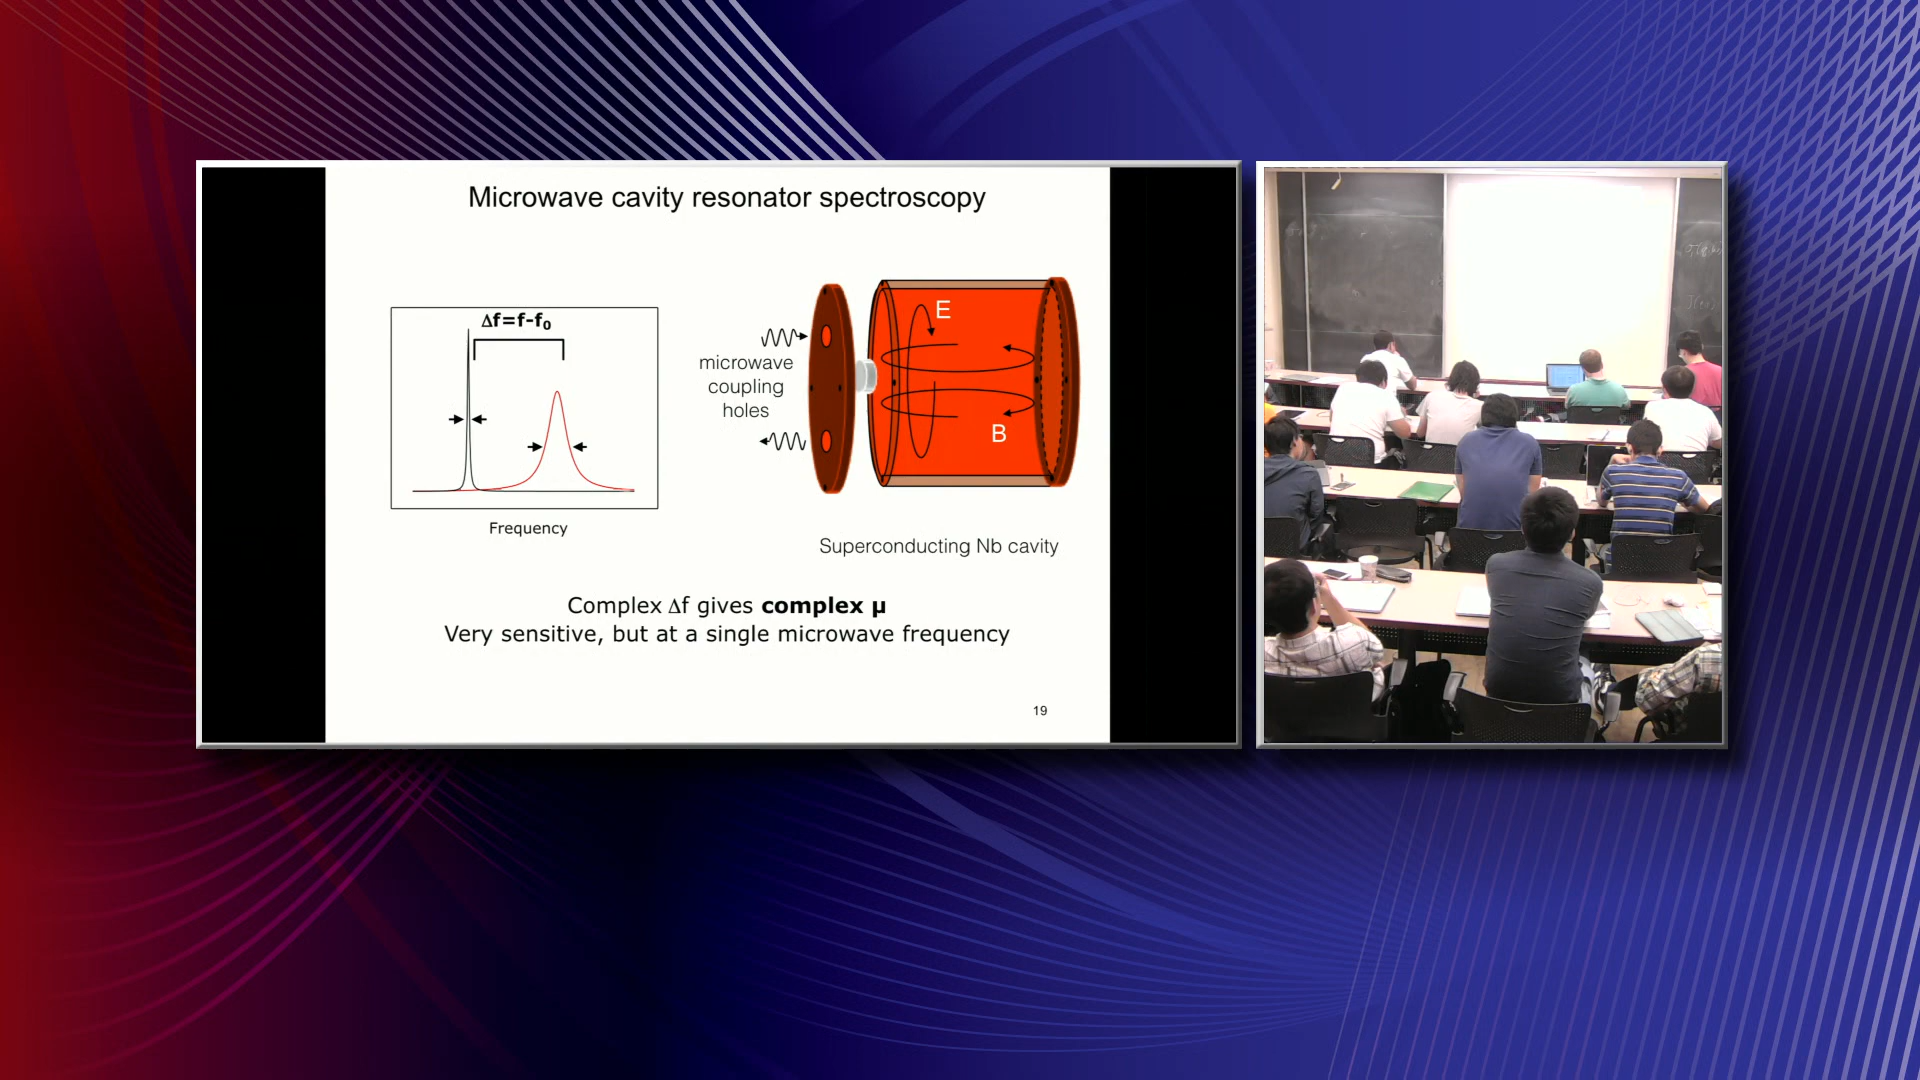 Microwave cavity resonator spectroscopy
Δf=f-f₀
Frequency
microwave
coupling
holes
E
B
Superconducting Nb cavity
Complex Δf gives complex μ
Very sensitive, but at a single microwave frequency
19